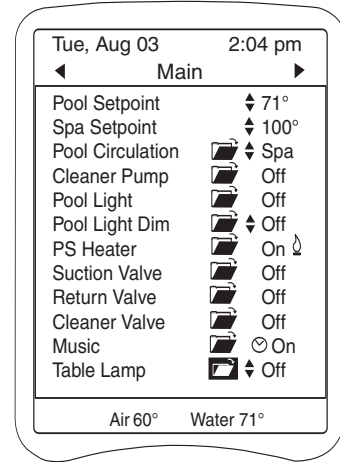 Tue, Aug 03 2:04 pm
Main
Pool Setpoint 71°
Spa Setpoint 100°
Pool Circulation Spa
Cleaner Pump Off
Pool Light Off
Pool Light Dim Off
PS Heater On
Suction Valve Off
Return Valve Off
Cleaner Valve Off
Music On
Table Lamp Off
Air 60° Water 71°